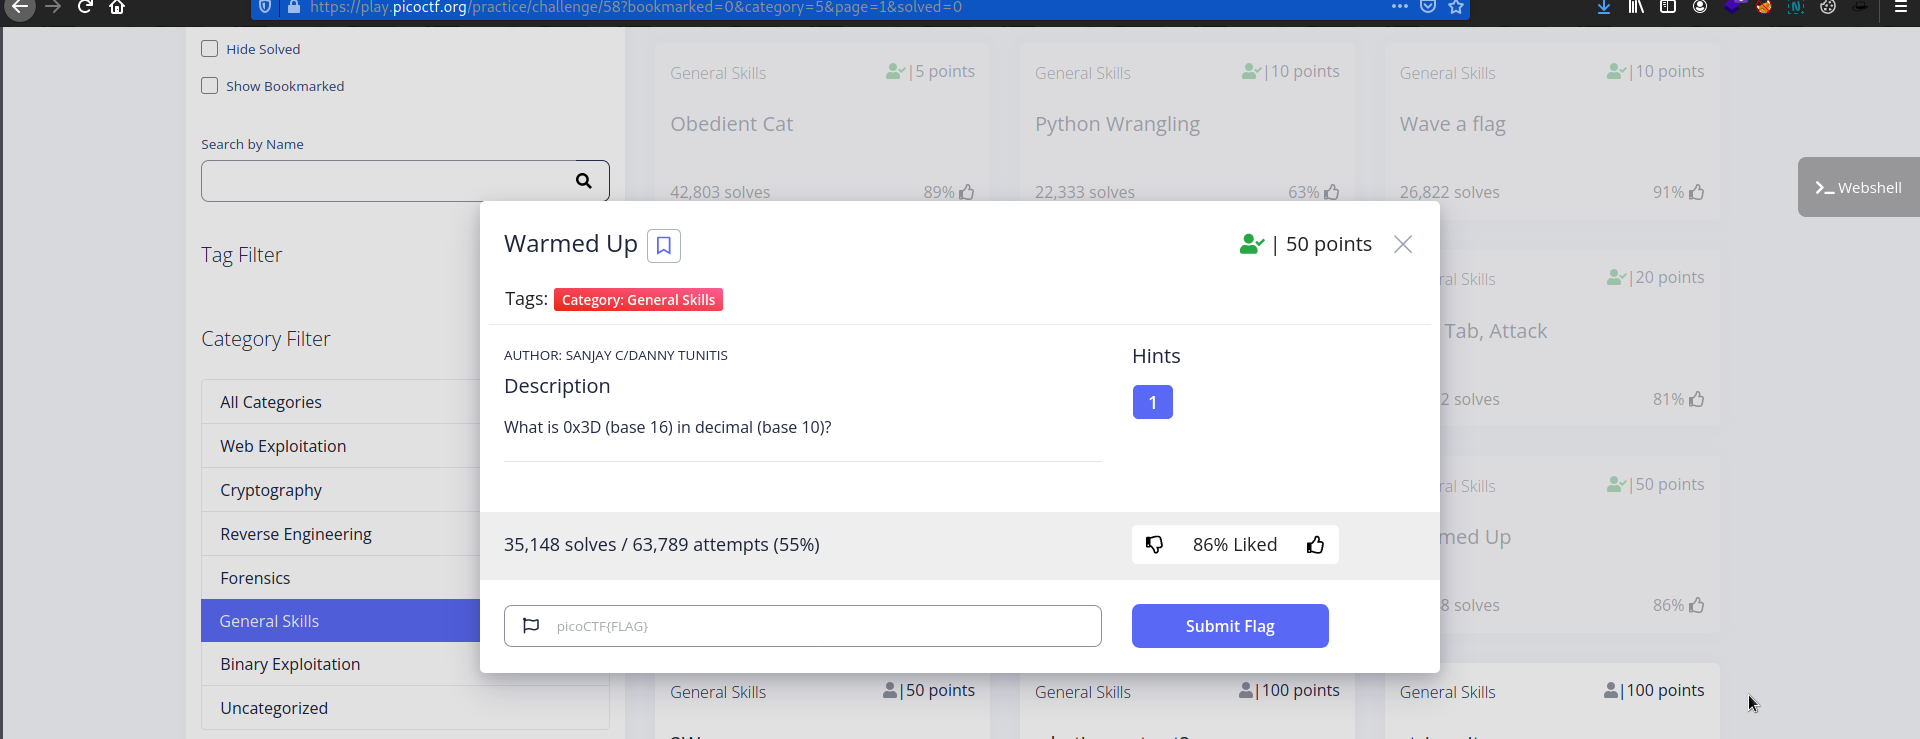 https://play.picoctf.org/practice/challenge/58?bookmarked=0&category=5&page=1&solved=0
Hide Solved
Show Bookmarked
Search by Name
Tag Filter
Category Filter
All Categories
Web Exploitation
Cryptography
Reverse Engineering
Forensics
General Skills
Binary Exploitation
Uncategorized
General Skills
|5 points
Obedient Cat
42,803 solves
89%
General Skills
|10 points
Python Wrangling
22,333 solves
63%
General Skills
|10 points
Wave a flag
26,822 solves
91%
Webshell
Warmed Up
| 50 points
Tags: Category: General Skills
AUTHOR: SANJAY C/DANNY TUNITIS
Description
What is 0x3D (base 16) in decimal (base 10)?
Hints
1
35,148 solves / 63,789 attempts (55%)
86% Liked
picoCTF{FLAG}
Submit Flag
ral Skills
|20 points
Tab, Attack
2 solves
81%
ral Skills
|50 points
med Up
8 solves
86%
General Skills
|50 points
General Skills
|100 points
General Skills
|100 points